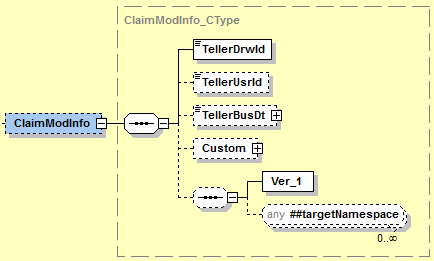 ClaimModInfo_CType
TellerDrwId
TellerUsrId
TellerBusDt
ClaimModInfo
Custom
Ver_1
any ##targetNamespace
0..∞